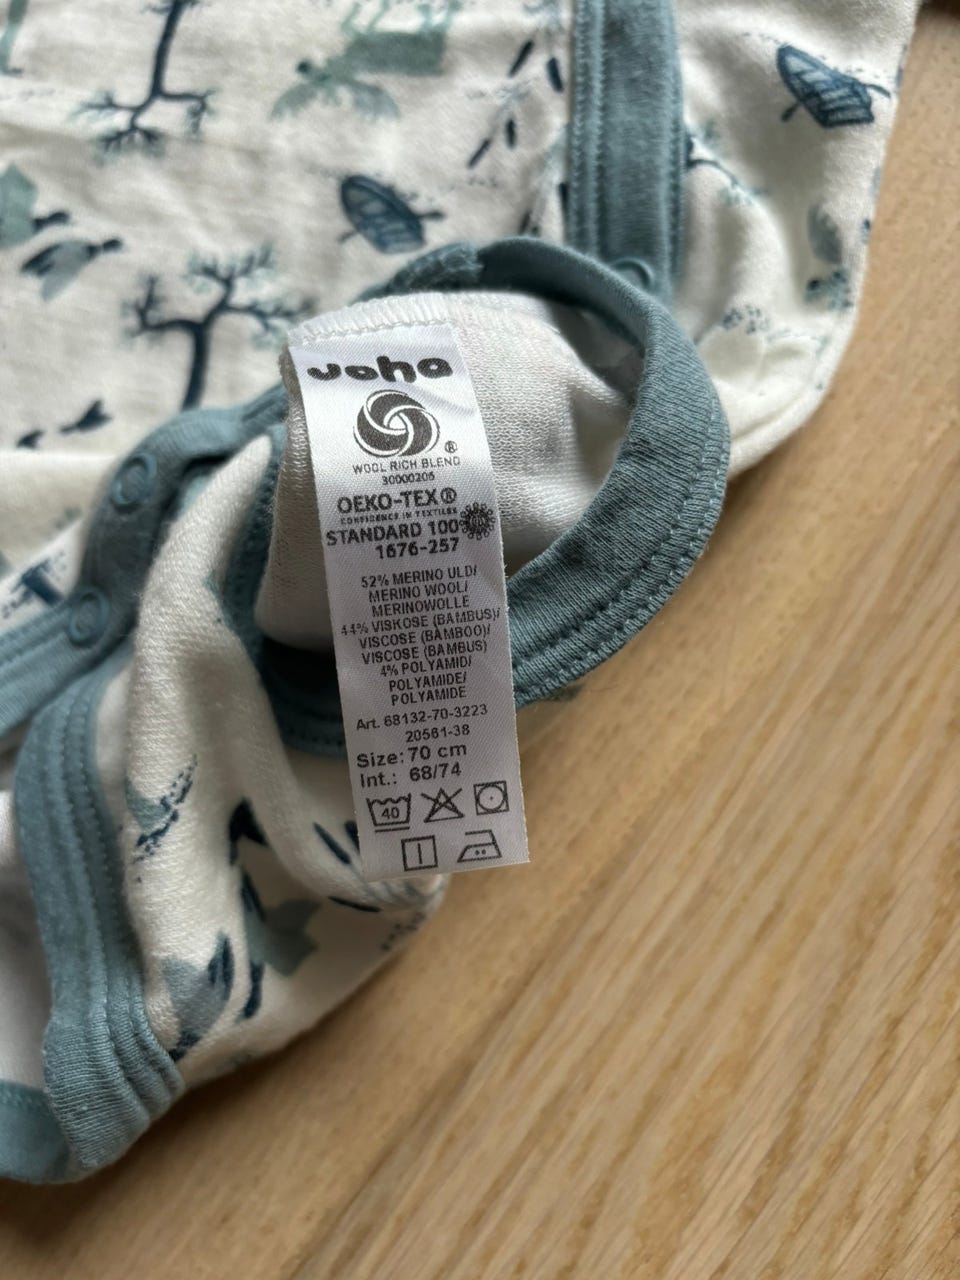 Joha
®
WOOL RICH BLEND
30000206
OEKO-TEX®
CONFIDENCE IN TEXTILES
STANDARD 100
1676-257
52% MERINO ULD/
MERINO WOOL/
MERINOWOLLE
44% VISKOSE (BAMBUS)/
VISCOSE (BAMBOO)/
VISCOSE (BAMBUS)
4% POLYAMID/
POLYAMIDE/
POLYAMIDE
Art. 68132-70-3223
20561-38
Size: 70 cm
Int.: 68/74
40